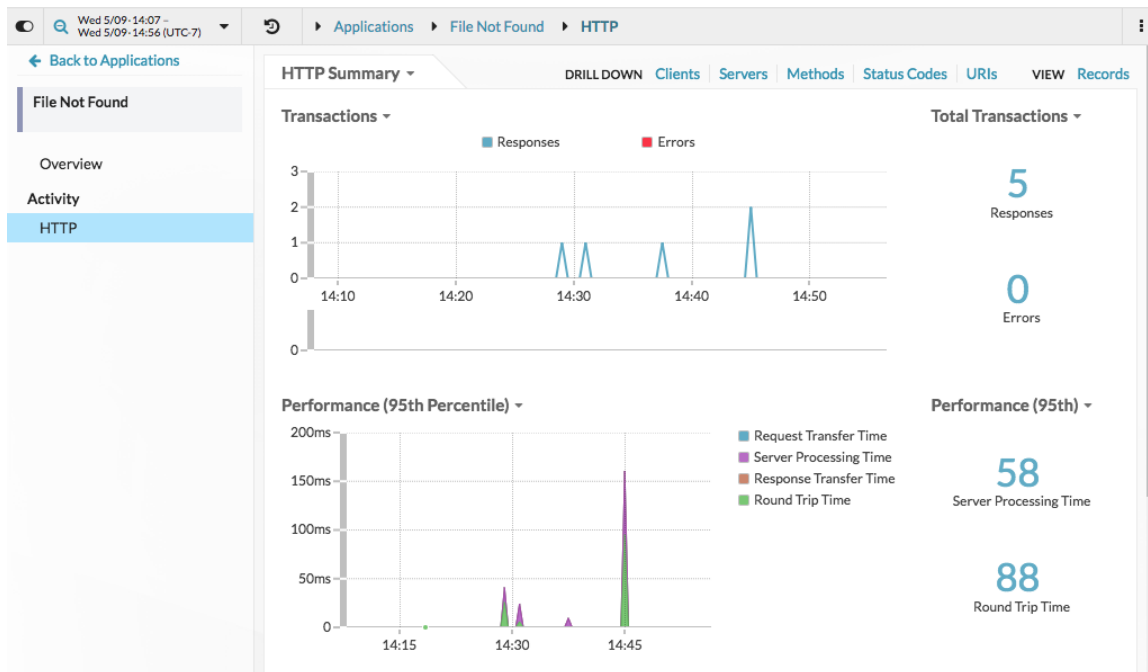 Wed 5/09-14:07 –
Wed 5/09-14:56 (UTC-7)
Applications
File Not Found
HTTP
Back to Applications
File Not Found
Overview
Activity
HTTP
HTTP Summary
DRILL DOWN Clients Servers Methods Status Codes URIs VIEW Records
Transactions
Responses Errors
3
2
1
0
14:10 14:20 14:30 14:40 14:50
0
Total Transactions
5
Responses
0
Errors
Performance (95th Percentile)
200ms
150ms
100ms
50ms
0
14:15 14:30 14:45
Request Transfer Time
Server Processing Time
Response Transfer Time
Round Trip Time
Performance (95th)
58
Server Processing Time
88
Round Trip Time